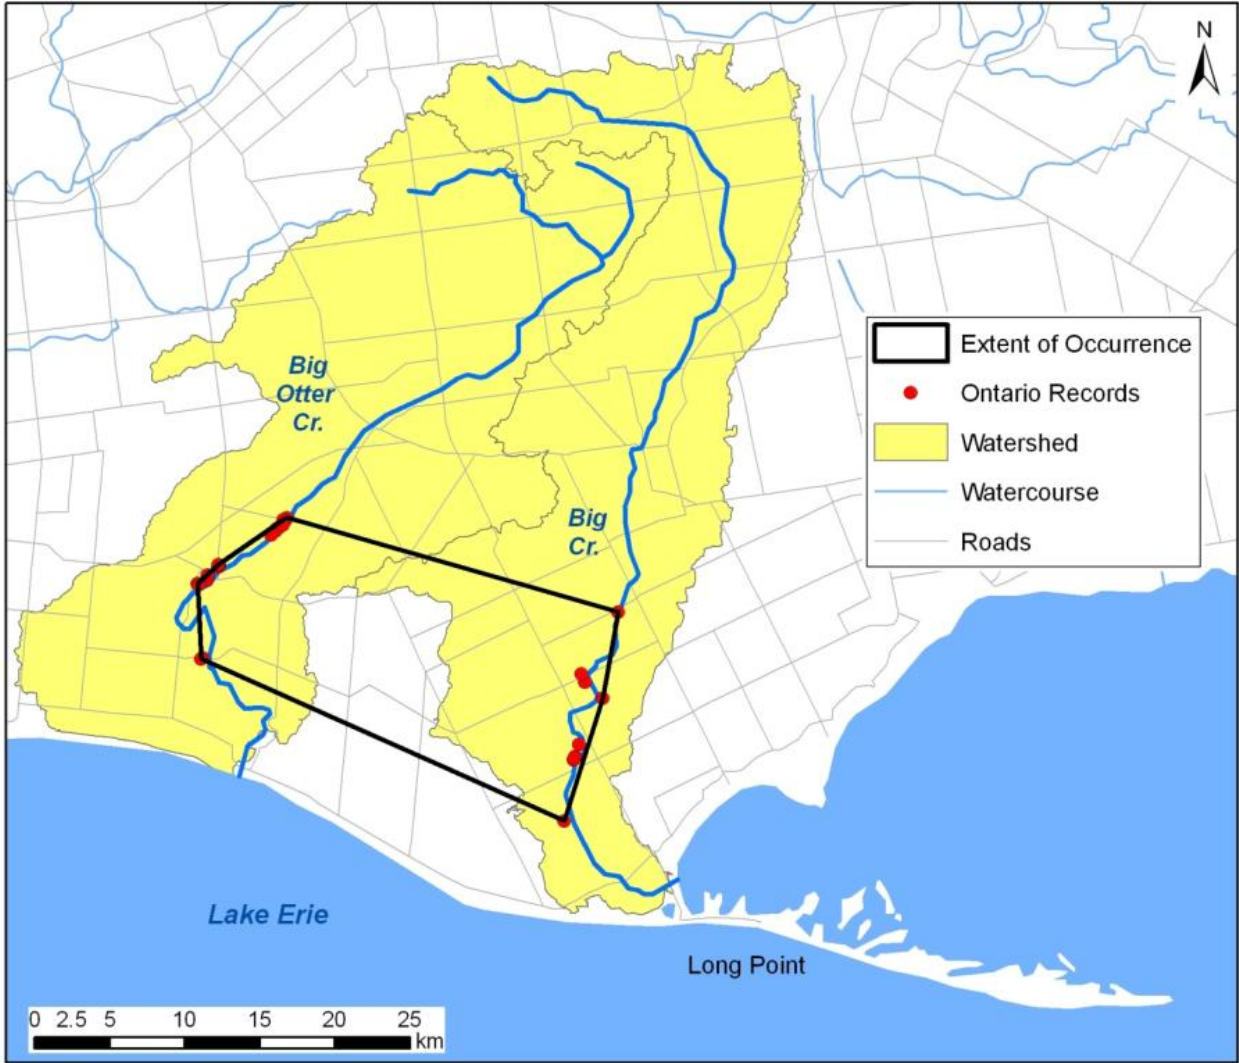 N
Big
Otter
Cr.
Extent of Occurrence
Ontario Records
Watershed
Watercourse
Roads
Big
Cr.
Lake Erie
Long Point
0 2.5 5 10 15 20 25
km